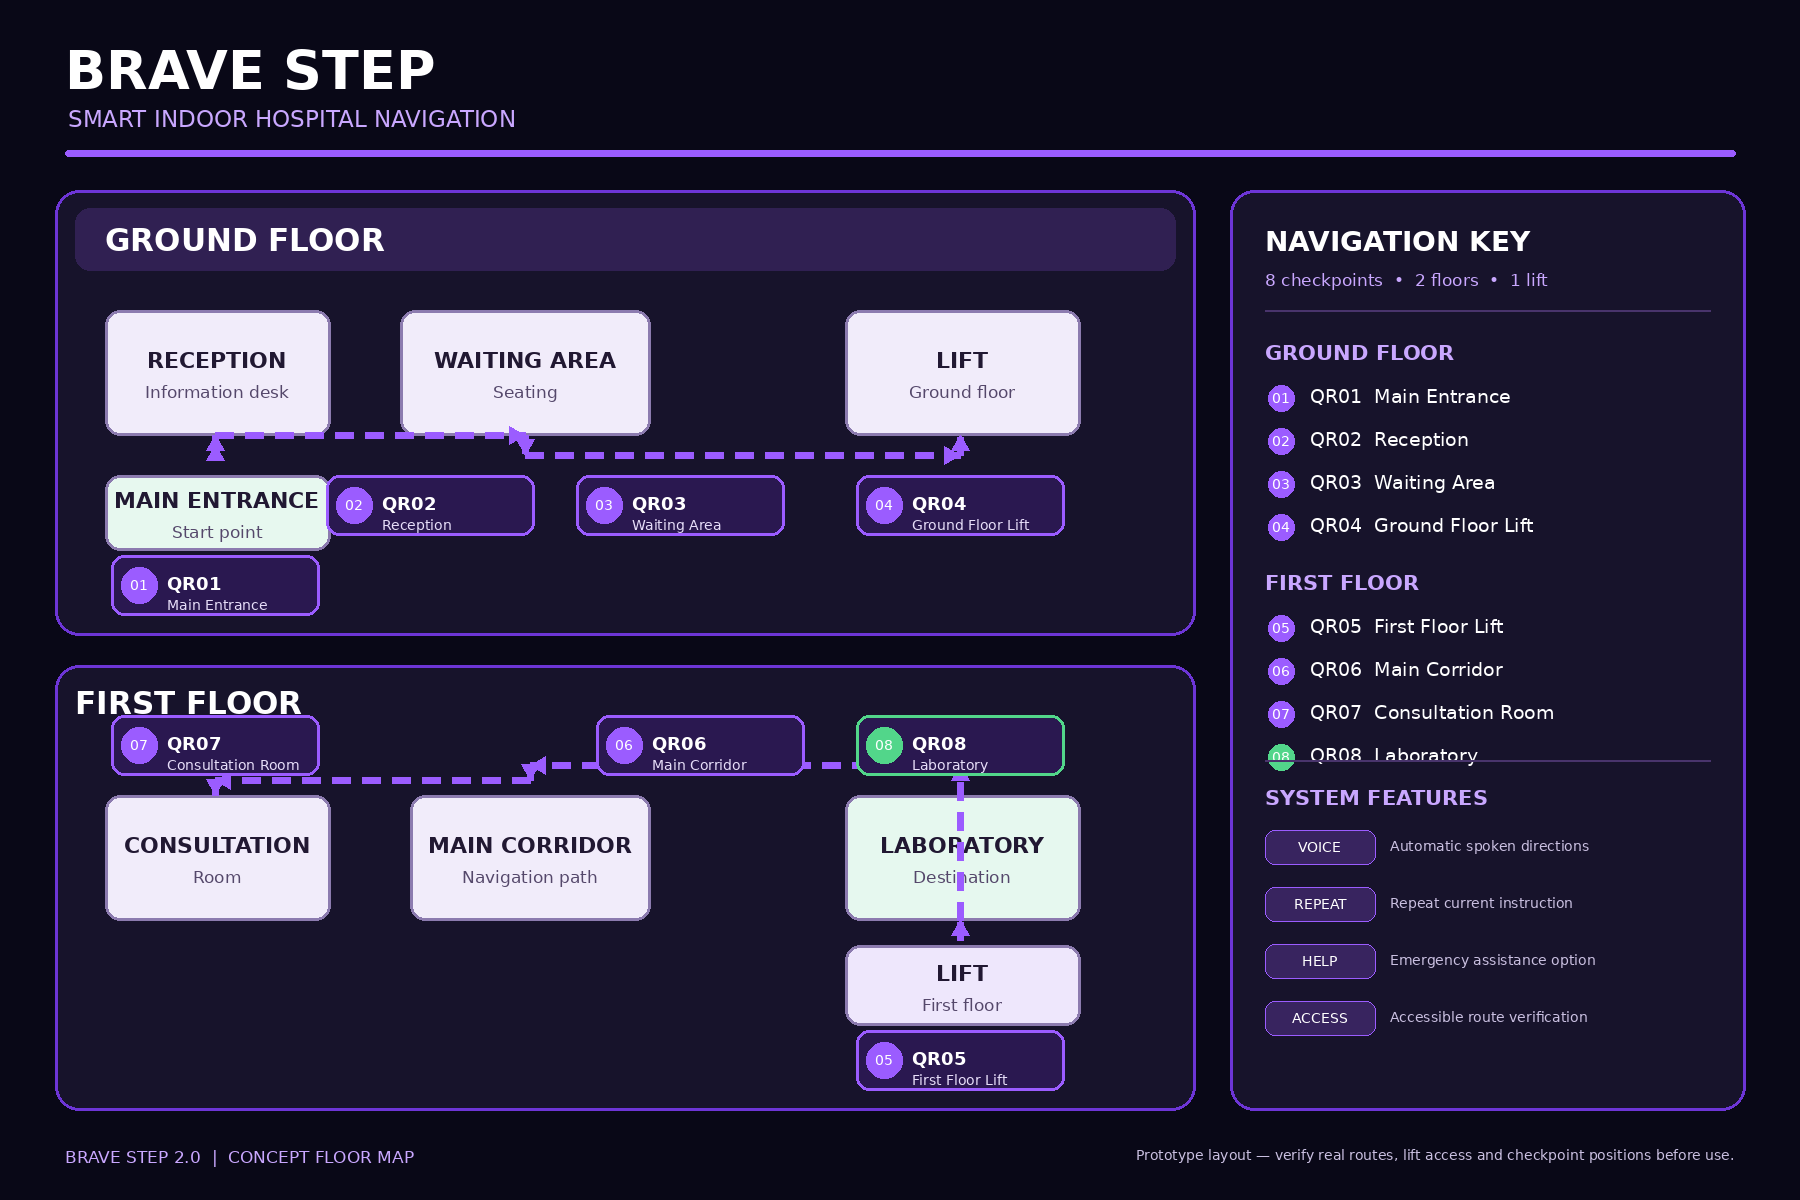 BRAVE STEP
SMART INDOOR HOSPITAL NAVIGATION
GROUND FLOOR
RECEPTION
Information desk
WAITING AREA
Seating
LIFT
Ground floor
MAIN ENTRANCE
Start point
02 QR02
Reception
03 QR03
Waiting Area
04 QR04
Ground Floor Lift
01 QR01
Main Entrance
FIRST FLOOR
07 QR07
Consultation Room
06 QR06
Main Corridor
08 QR08
Laboratory
CONSULTATION
Room
MAIN CORRIDOR
Navigation path
LABORATORY
Destination
LIFT
First floor
05 QR05
First Floor Lift
NAVIGATION KEY
8 checkpoints • 2 floors • 1 lift
GROUND FLOOR
01 QR01 Main Entrance
02 QR02 Reception
03 QR03 Waiting Area
04 QR04 Ground Floor Lift
FIRST FLOOR
05 QR05 First Floor Lift
06 QR06 Main Corridor
07 QR07 Consultation Room
08 QR08 Laboratory
SYSTEM FEATURES
VOICE Automatic spoken directions
REPEAT Repeat current instruction
HELP Emergency assistance option
ACCESS Accessible route verification
BRAVE STEP 2.0 | CONCEPT FLOOR MAP
Prototype layout — verify real routes, lift access and checkpoint positions before use.